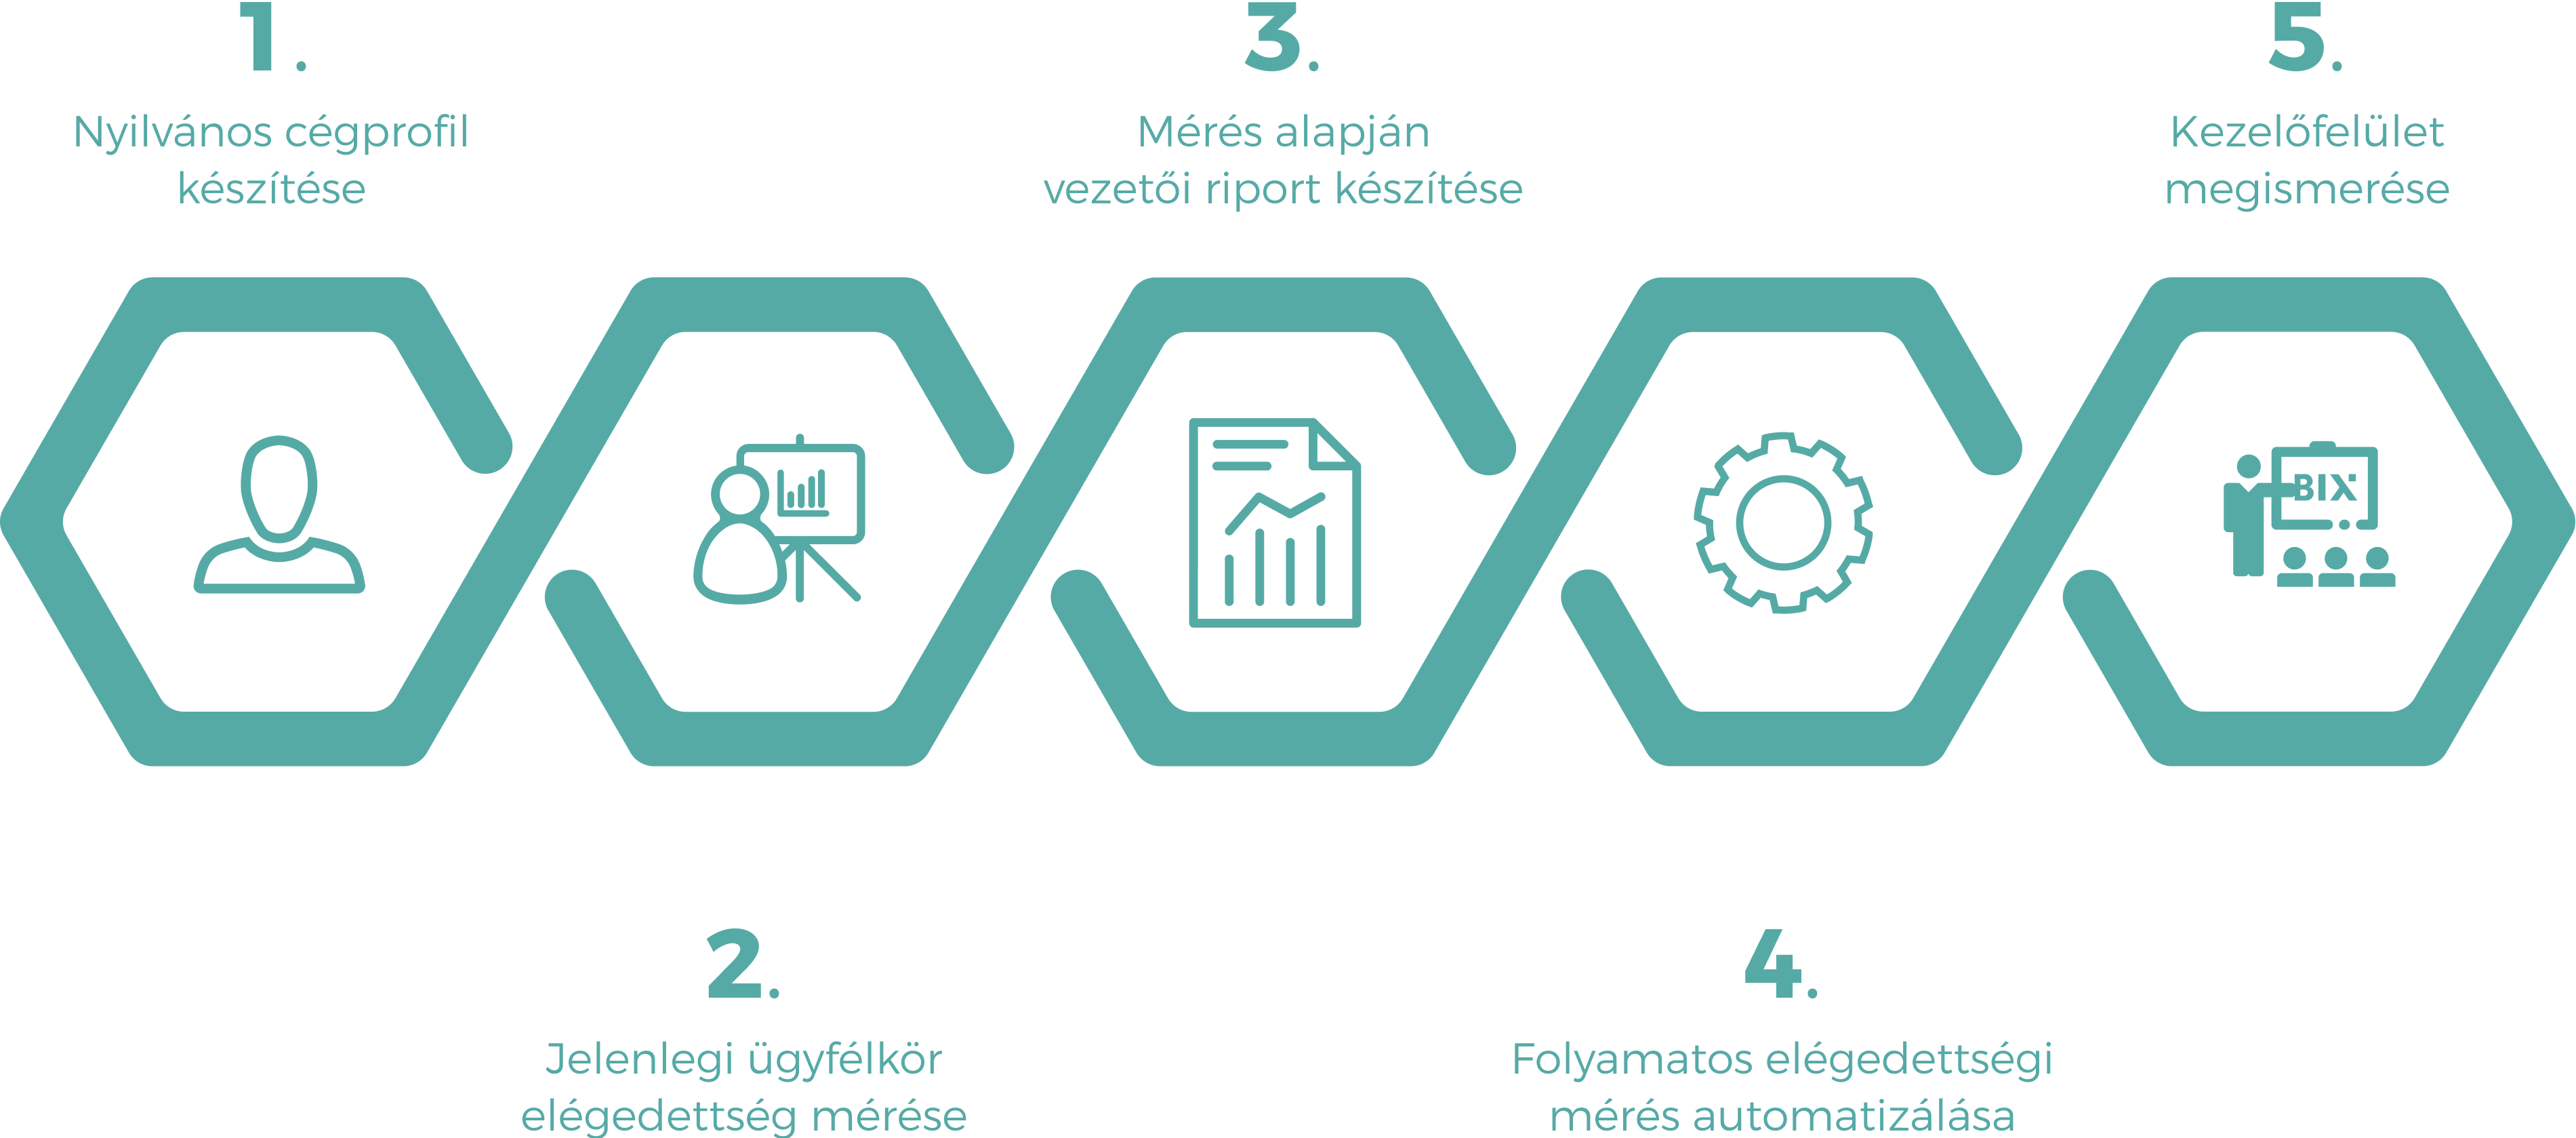 1.
Nyilvános cégprofil
készítése
2.
Jelenlegi ügyfélkör
elégedettség mérése
3.
Mérés alapján
vezetői riport készítése
4.
Folyamatos elégedettségi
mérés automatizálása
5.
Kezelőfelület
megismerése
BIX